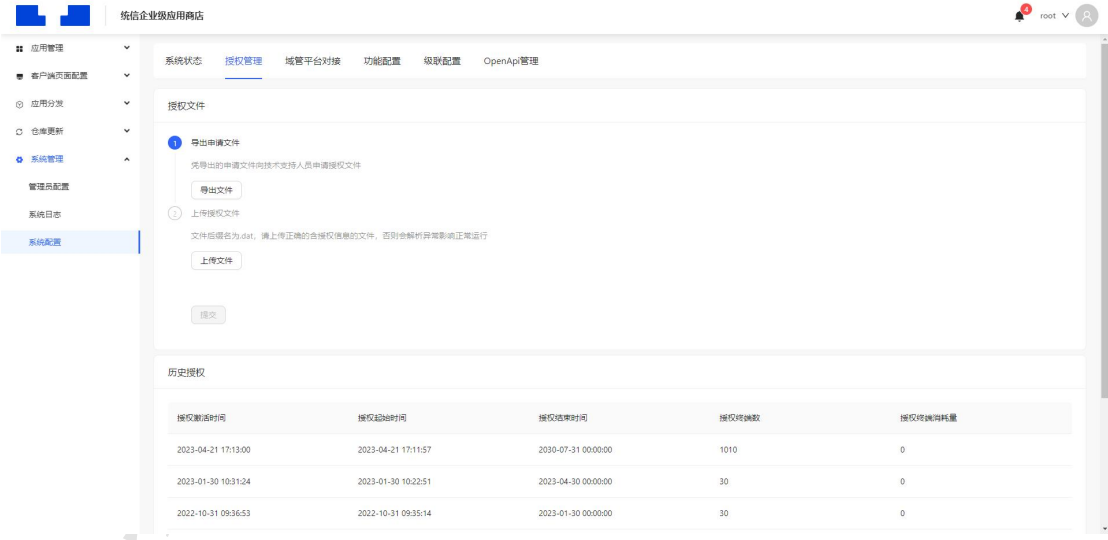 统信企业级应用商店
4
root
应用管理
客户端页面配置
应用分发
仓库更新
系统管理
管理员配置
系统日志
系统配置
系统状态 授权管理 域管平台对接 功能配置 级联配置 OpenApi管理
授权文件
1 导出申请文件
凭导出的申请文件向技术支持人员申请授权文件
导出文件
2 上传授权文件
文件后缀名为.dat，请上传正确的含授权信息的文件，否则会解析异常影响正常运行
上传文件
提交
历史授权
授权激活时间 授权起始时间 授权结束时间 授权终端数 授权终端消耗量
2023-04-21 17:13:00 2023-04-21 17:11:57 2030-07-31 00:00:00 1010 0
2023-01-30 10:31:24 2023-01-30 10:22:51 2023-04-30 00:00:00 30 0
2022-10-31 09:36:53 2022-10-31 09:35:14 2023-01-30 00:00:00 30 0